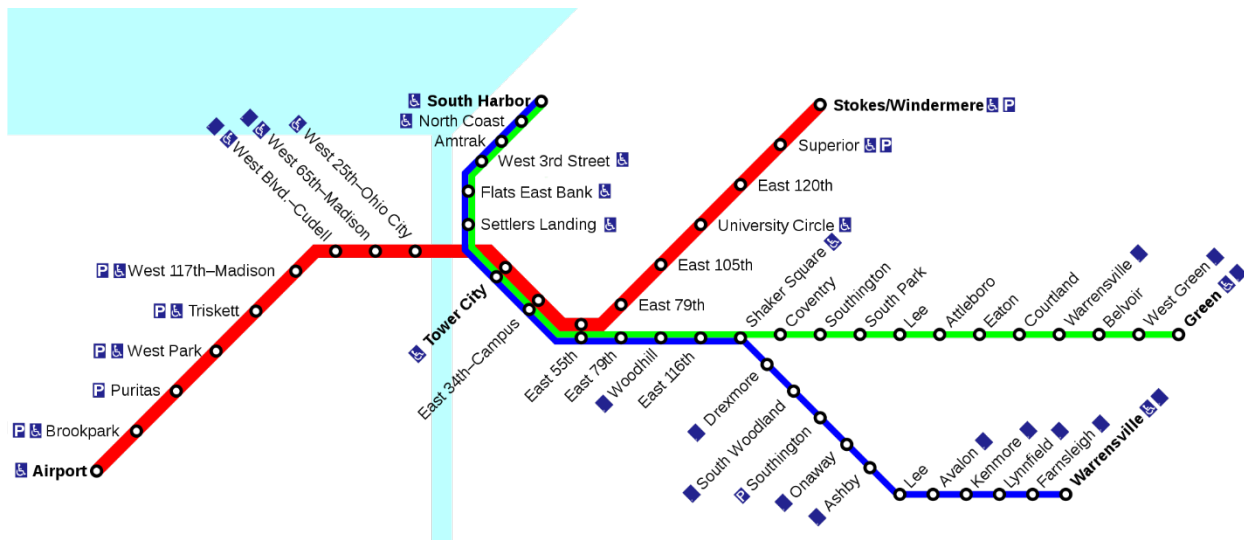 South Harbor
North Coast
Amtrak
West 3rd Street
Flats East Bank
Settlers Landing
Stokes/Windermere P
Superior P
East 120th
University Circle
East 105th
East 79th
West 25th–Ohio City
West 65th–Madison
West Blvd.–Cudell
P West 117th–Madison
P Triskett
P West Park
P Puritas
P Brookpark
Airport
Tower City
East 34th–Campus
East 55th
East 79th
Woodhill
East 116th
Shaker Square
Coventry
Southington
South Park
Lee
Attleboro
Eaton
Courtland
Warrensville
Belvoir
West Green
Green
Drexmore
South Woodland
P Southington
Onaway
Ashby
Lee
Avalon
Kenmore
Lynnfield
Farnsleigh
Warrensville